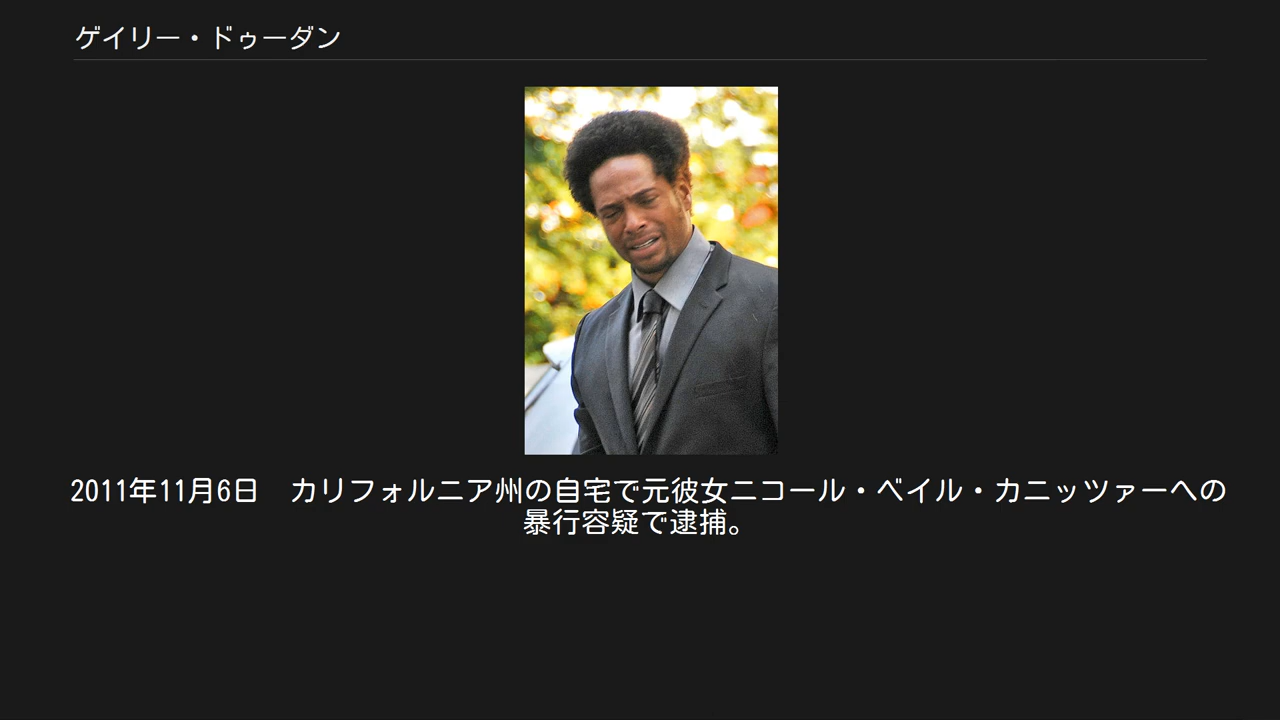 ゲイリー・ドゥーダン
2011年11月6日　カリフォルニア州の自宅で元彼女ニコール・ベイル・カニッツァーへの
暴行容疑で逮捕。